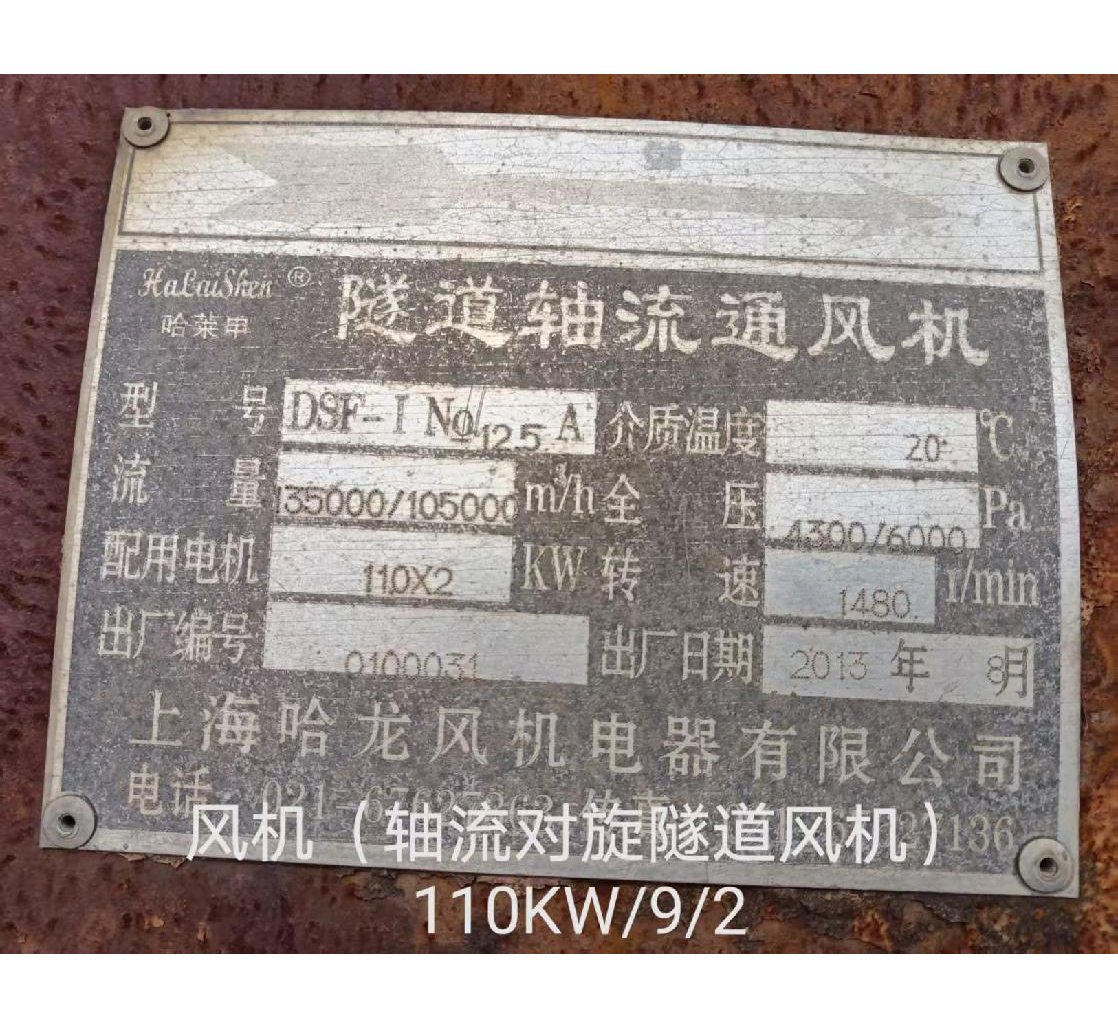 HaLaiShen ®
哈莱申
隧道轴流通风机
型 号 DSF-I No 12.5 A 介质温度 20 ℃
流 量 135000/105000 m³/h 全 压 4300/6000 Pa
配用电机 110X2 KW 转 速 1480 r/min
出厂编号 0100031 出厂日期 2013 年 8月
上海哈龙风机电器有限公司
电话: 021-
风机（轴流对旋隧道风机）
110KW/9/2